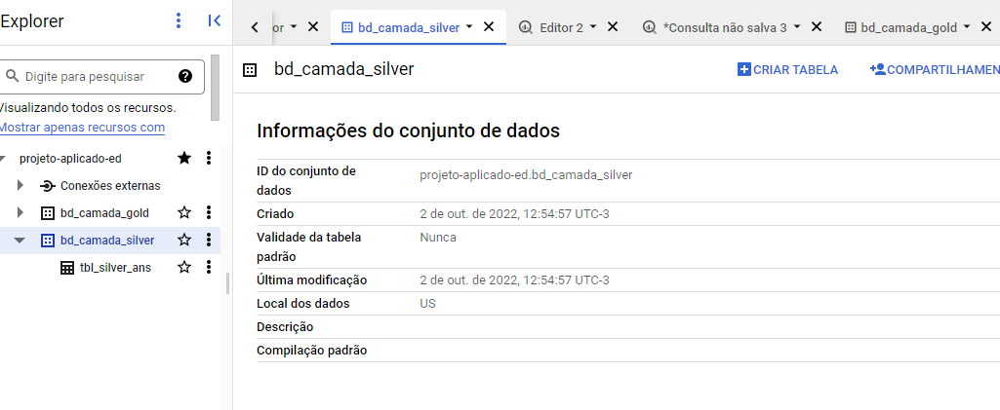 Explorer
or
bd_camada_silver
Editor 2
*Consulta não salva 3
bd_camada_gold
Digite para pesquisar
?
Visualizando todos os recursos.
Mostrar apenas recursos com
projeto-aplicado-ed
Conexões externas
bd_camada_gold
bd_camada_silver
tbl_silver_ans
bd_camada_silver
CRIAR TABELA
COMPARTILHAMEN
Informações do conjunto de dados
ID do conjunto de
dados
projeto-aplicado-ed.bd_camada_silver
Criado
2 de out. de 2022, 12:54:57 UTC-3
Validade da tabela
padrão
Nunca
Última modificação
2 de out. de 2022, 12:54:57 UTC-3
Local dos dados
US
Descrição
Compilação padrão